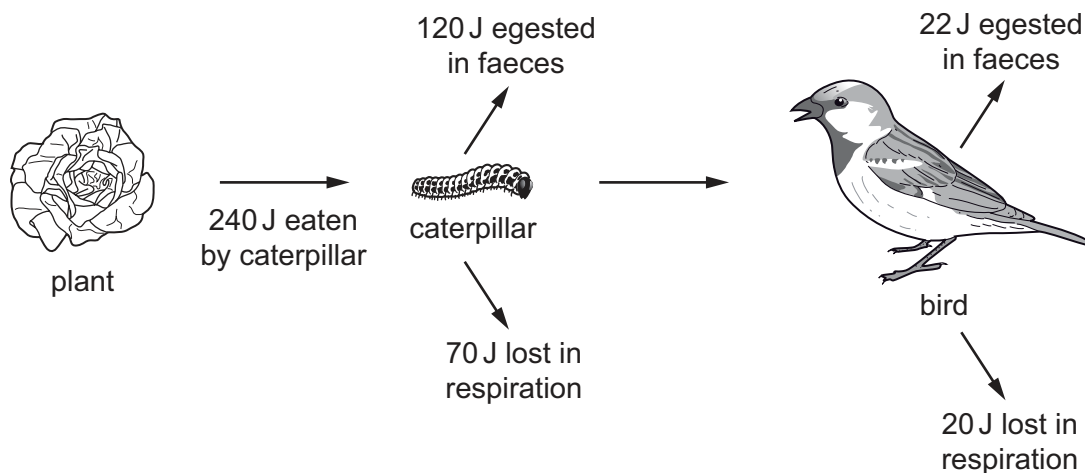 120 J egested
in faeces
22 J egested
in faeces
240 J eaten
by caterpillar
plant
caterpillar
bird
70 J lost in
respiration
20 J lost in
respiration